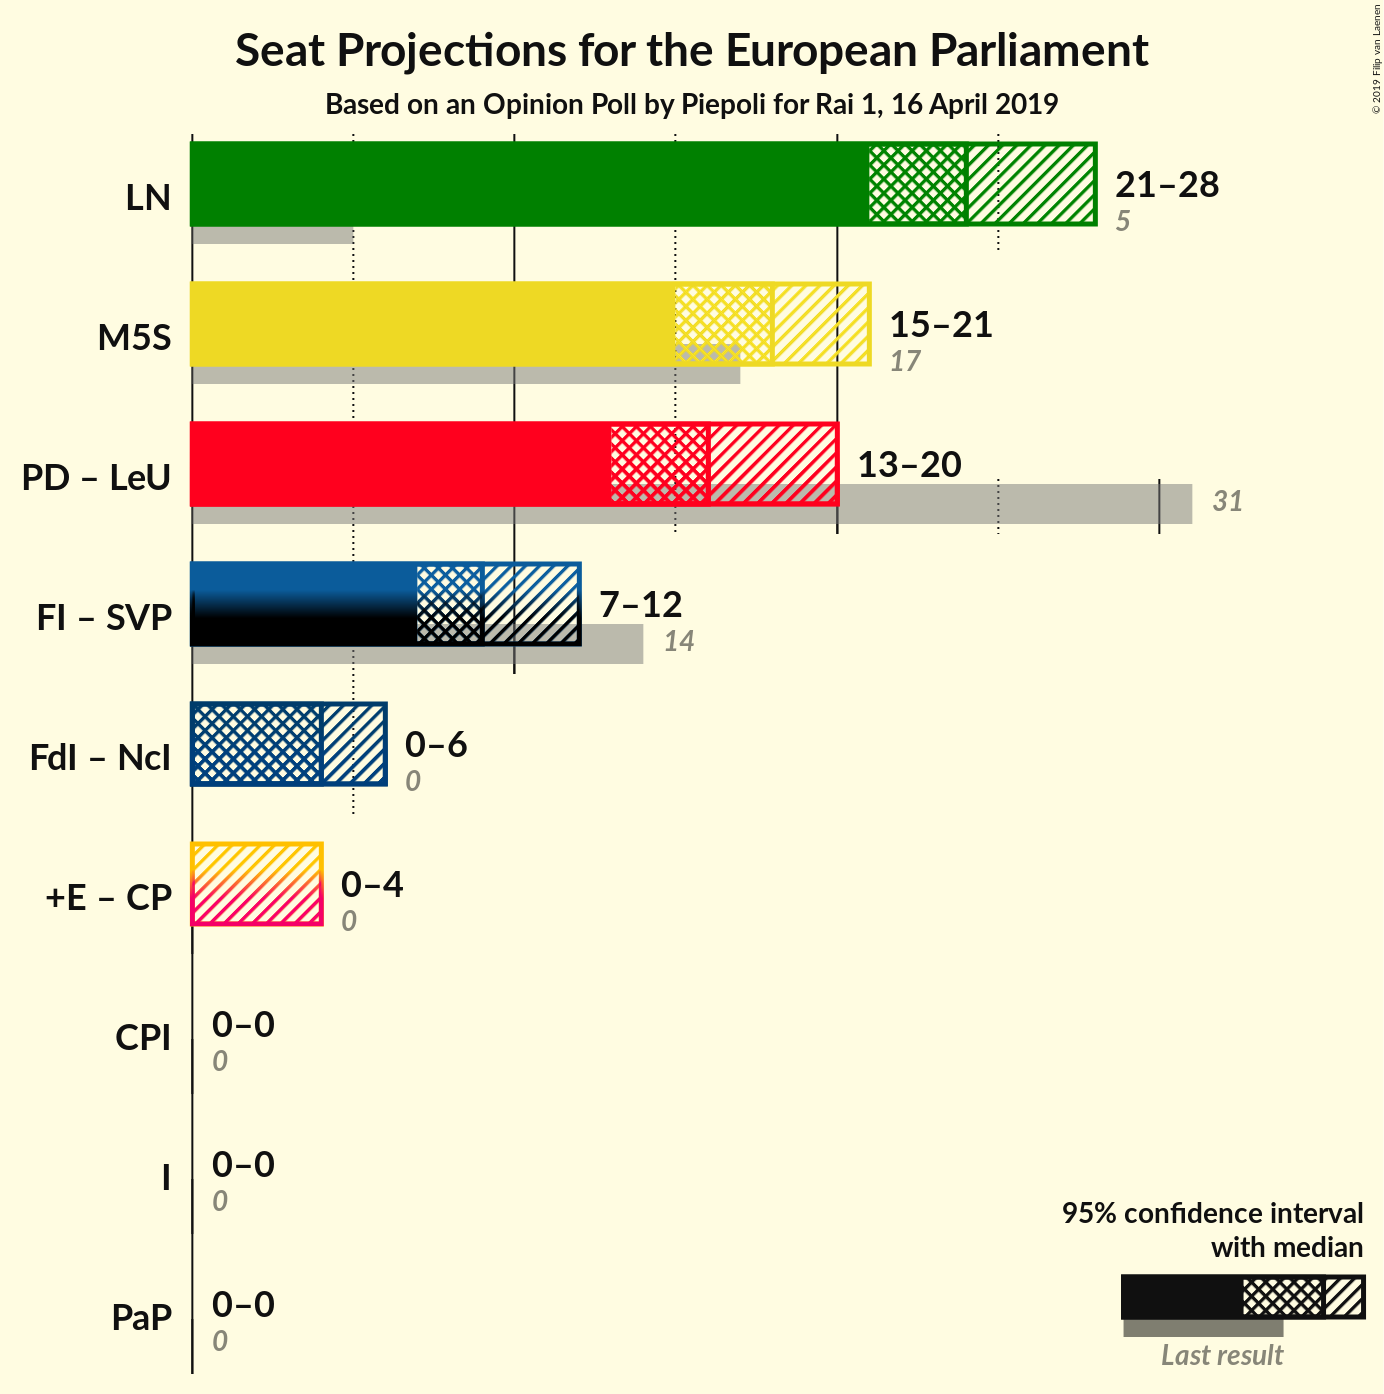 Seat Projections for the European Parliament
Based on an Opinion Poll by Piepoli for Rai 1, 16 April 2019
© 2019 Filip van Laenen
LN
21–28
5
M5S
15–21
17
PD – LeU
13–20
31
FI – SVP
7–12
14
FdI – NcI
0–6
0
+E – CP
0–4
0
CPI
0–0
0
I
0–0
0
PaP
0–0
0
95% confidence interval
with median
Last result